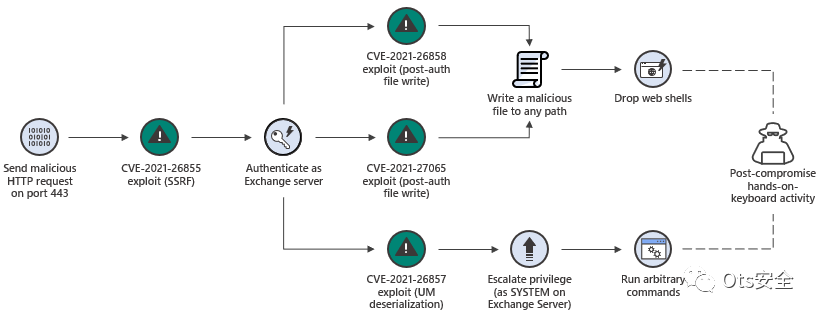 CVE-2021-26858
exploit (post-auth
file write)
Write a malicious
file to any path
Drop web shells
010101
010101
101010
Send malicious
HTTP request
on port 443
CVE-2021-26855
exploit (SSRF)
Authenticate as
Exchange server
CVE-2021-27065
exploit (post-auth
file write)
Post-compromise
hands-on-
keyboard activity
CVE-2021-26857
exploit (UM
deserialization)
Escalate privilege
(as SYSTEM on
Exchange Server)
Run arbitrary
commands
Ots安全